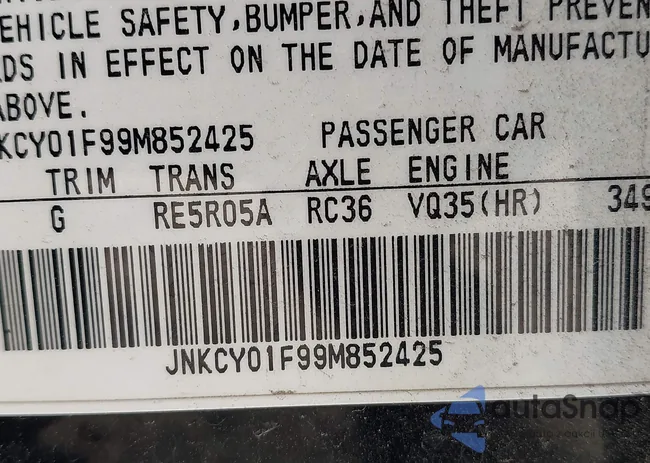 VEHICLE SAFETY, BUMPER, AND THEFT PREVEN
RDS IN EFFECT ON THE DATE OF MANUFACTU
ABOVE.
KCY01F99M852425 PASSENGER CAR
TRIM TRANS AXLE ENGINE
G RE5R05A RC36 VQ35(HR) 349
JNKCY01F99M852425
autoSnap